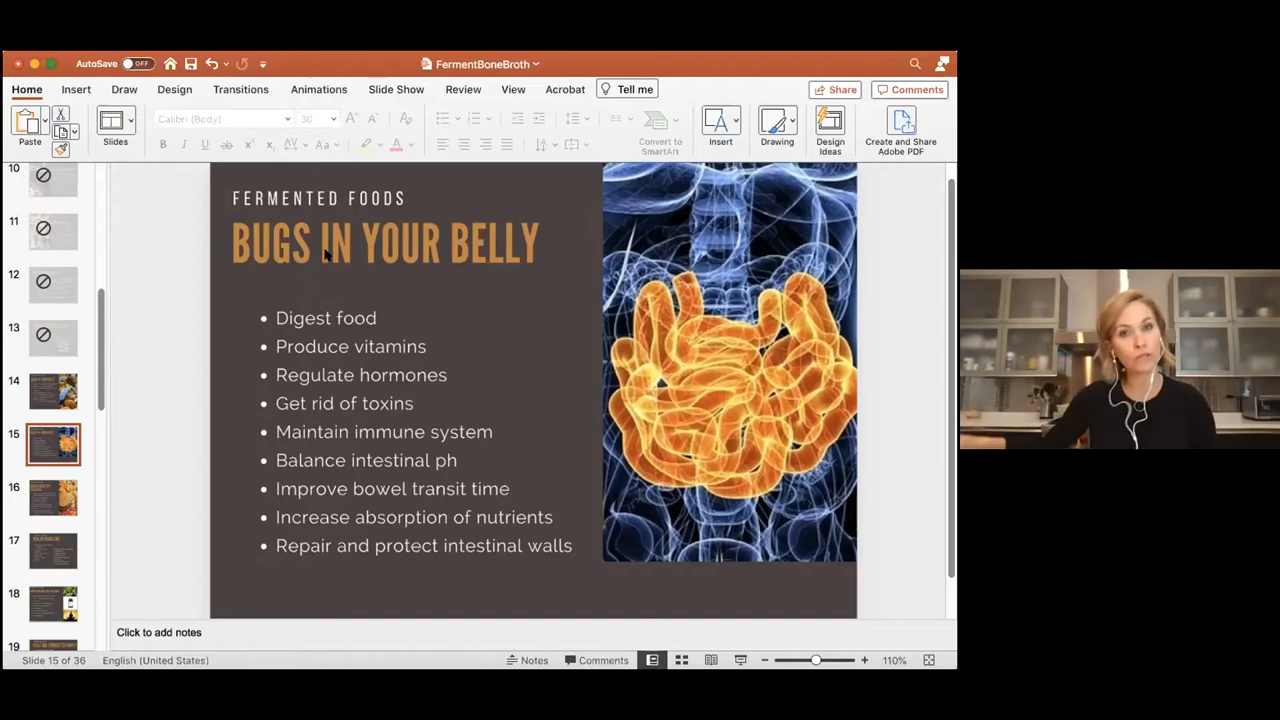 AutoSave OFF
FermentBoneBroth
Home Insert Draw Design Transitions Animations Slide Show Review View Acrobat Tell me
Share Comments
Paste
Slides
Calibri (Body) 30
Convert to
SmartArt
Insert
Drawing
Design
Ideas
Create and Share
Adobe PDF
10
11
12
13
14
15
16
17
18
19
FERMENTED FOODS
BUGS IN YOUR BELLY
• Digest food
• Produce vitamins
• Regulate hormones
• Get rid of toxins
• Maintain immune system
• Balance intestinal ph
• Improve bowel transit time
• Increase absorption of nutrients
• Repair and protect intestinal walls
Click to add notes
Slide 15 of 36 English (United States) Notes Comments 110%